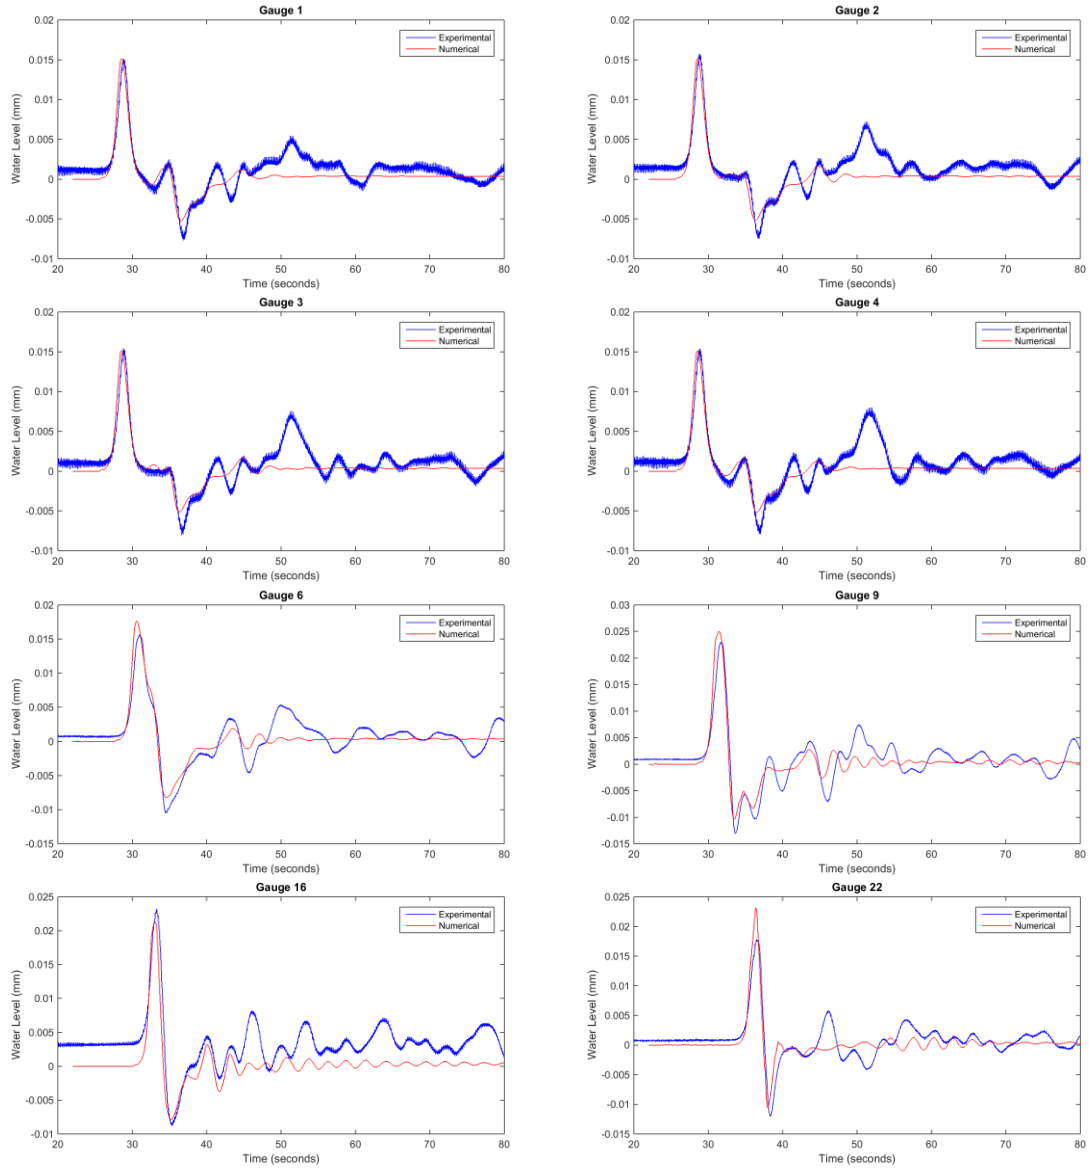 Gauge 1
Water Level (mm)
0.02
0.015
0.01
0.005
0
-0.005
-0.01
20
30
40
50
60
70
80
Time (seconds)
Experimental
Numerical
Gauge 2
Water Level (mm)
0.02
0.015
0.01
0.005
0
-0.005
-0.01
20
30
40
50
60
70
80
Time (seconds)
Experimental
Numerical
Gauge 3
Water Level (mm)
0.02
0.015
0.01
0.005
0
-0.005
-0.01
20
30
40
50
60
70
80
Time (seconds)
Experimental
Numerical
Gauge 4
Water Level (mm)
0.02
0.015
0.01
0.005
0
-0.005
-0.01
20
30
40
50
60
70
80
Time (seconds)
Experimental
Numerical
Gauge 6
Water Level (mm)
0.02
0.015
0.01
0.005
0
-0.005
-0.01
-0.015
20
30
40
50
60
70
80
Time (seconds)
Experimental
Numerical
Gauge 9
Water Level (mm)
0.03
0.025
0.02
0.015
0.01
0.005
0
-0.005
-0.01
-0.015
20
30
40
50
60
70
80
Time (seconds)
Experimental
Numerical
Gauge 16
Water Level (mm)
0.025
0.02
0.015
0.01
0.005
0
-0.005
-0.01
20
30
40
50
60
70
80
Time (seconds)
Experimental
Numerical
Gauge 22
Water Level (mm)
0.025
0.02
0.015
0.01
0.005
0
-0.005
-0.01
-0.015
20
30
40
50
60
70
80
Time (seconds)
Experimental
Numerical